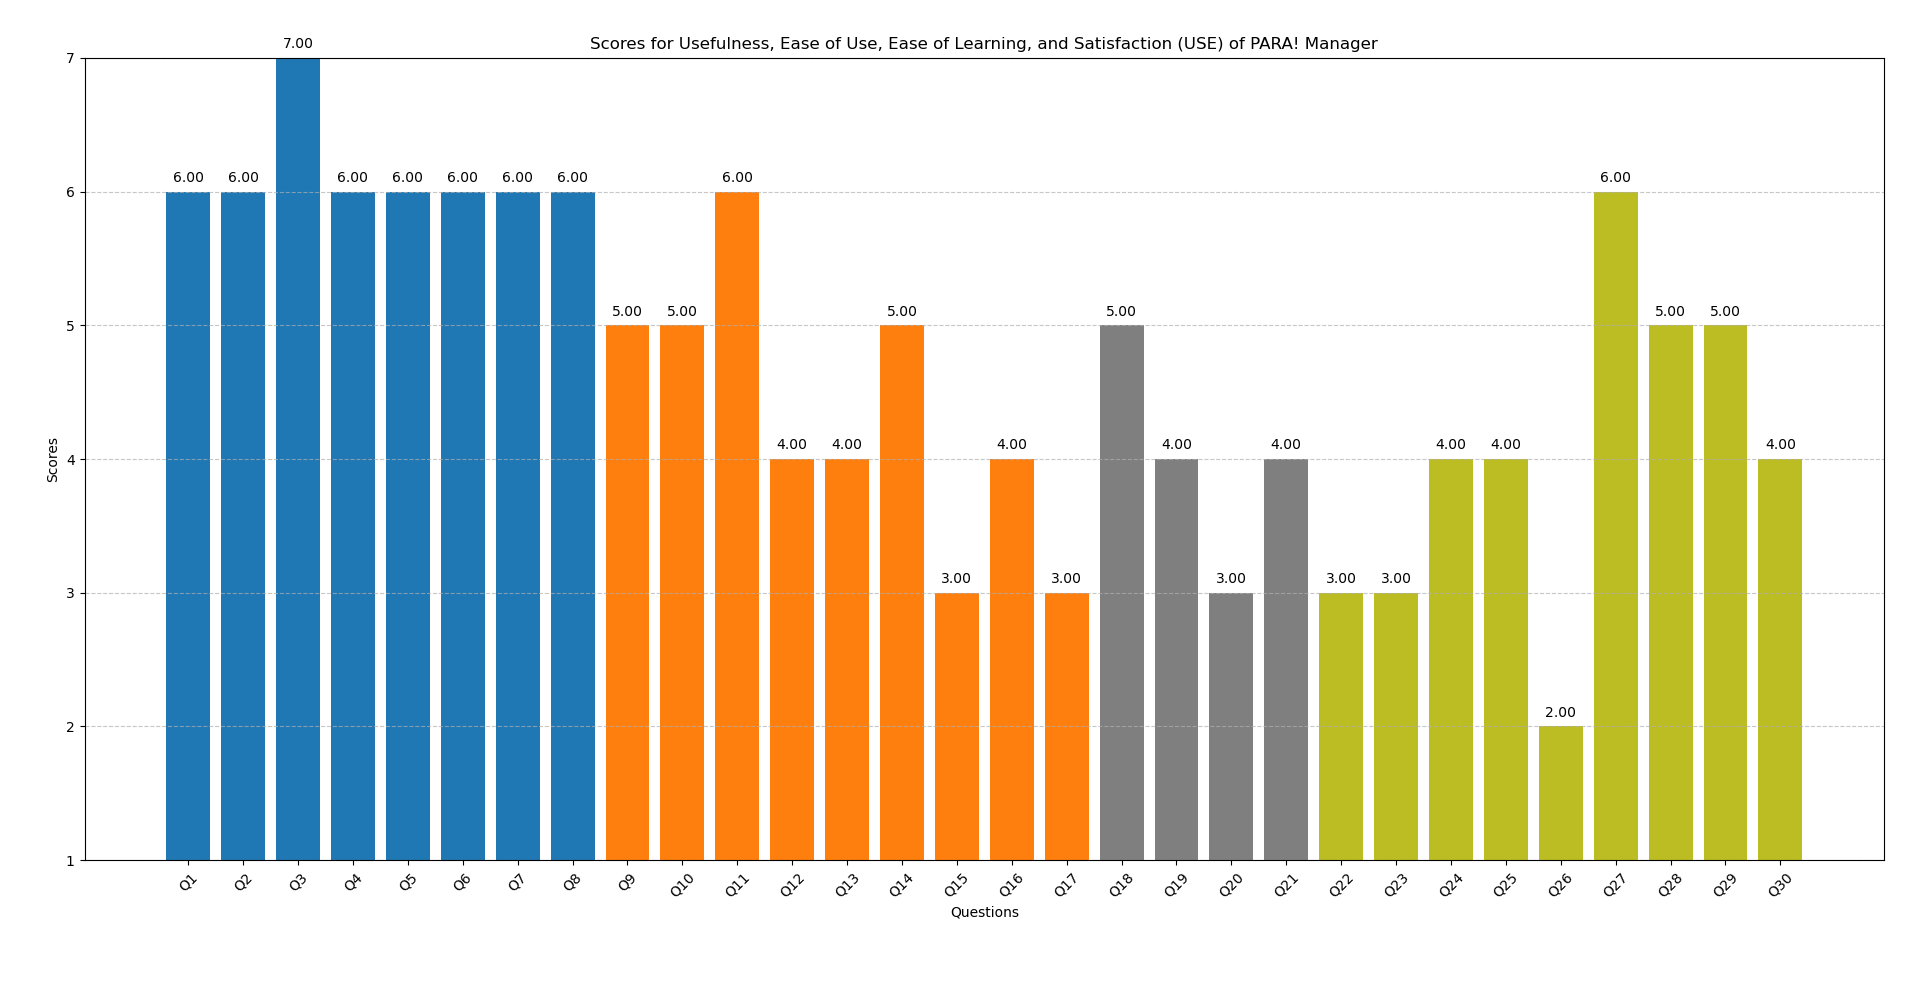 Scores for Usefulness, Ease of Use, Ease of Learning, and Satisfaction (USE) of PARA! Manager
7.00
7
6.00 6.00 6.00 6.00 6.00 6.00 6.00 6.00 6.00
6
5.00 5.00 5.00 5.00 5.00 5.00
5
4.00 4.00 4.00 4.00 4.00 4.00 4.00 4.00
4
3.00 3.00 3.00 3.00 3.00
3
2.00
2
1
Scores
Q1 Q2 Q3 Q4 Q5 Q6 Q7 Q8 Q9 Q10 Q11 Q12 Q13 Q14 Q15 Q16 Q17 Q18 Q19 Q20 Q21 Q22 Q23 Q24 Q25 Q26 Q27 Q28 Q29 Q30
Questions